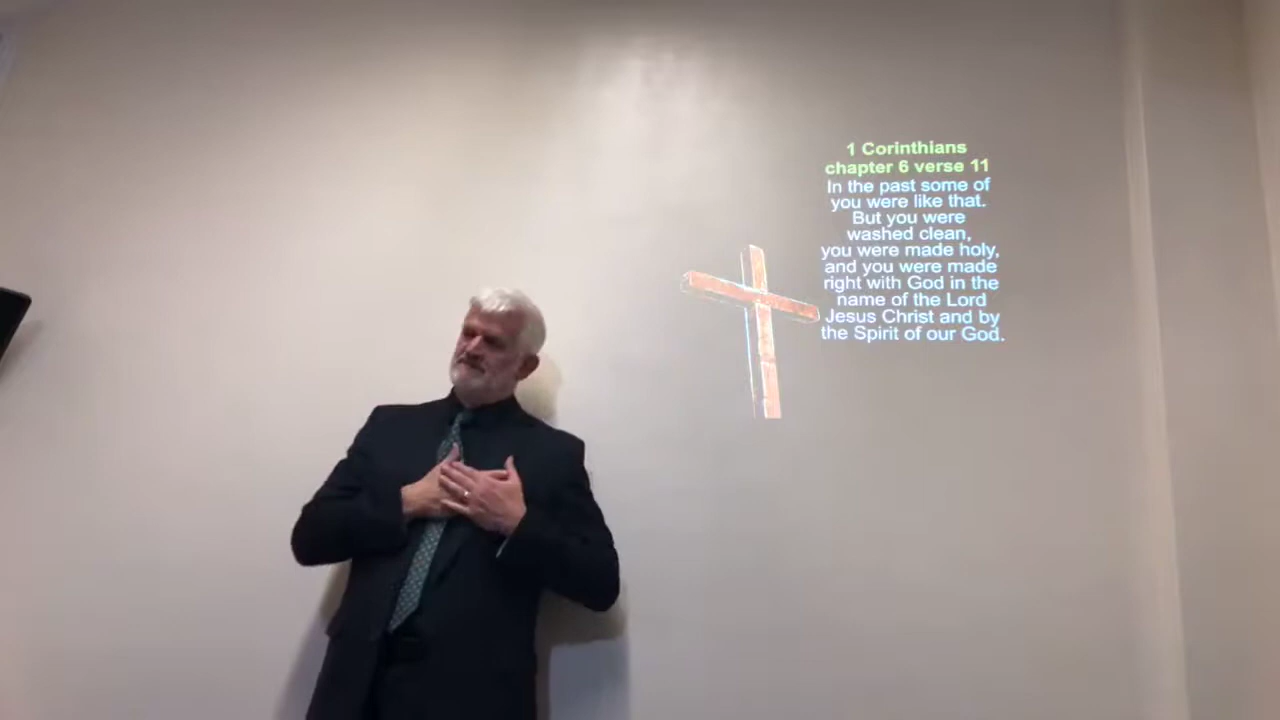 1 Corinthians
chapter 6 verse 11
In the past some of
you were like that.
But you were
washed clean,
you were made holy,
and you were made
right with God in the
name of the Lord
Jesus Christ and by
the Spirit of our God.